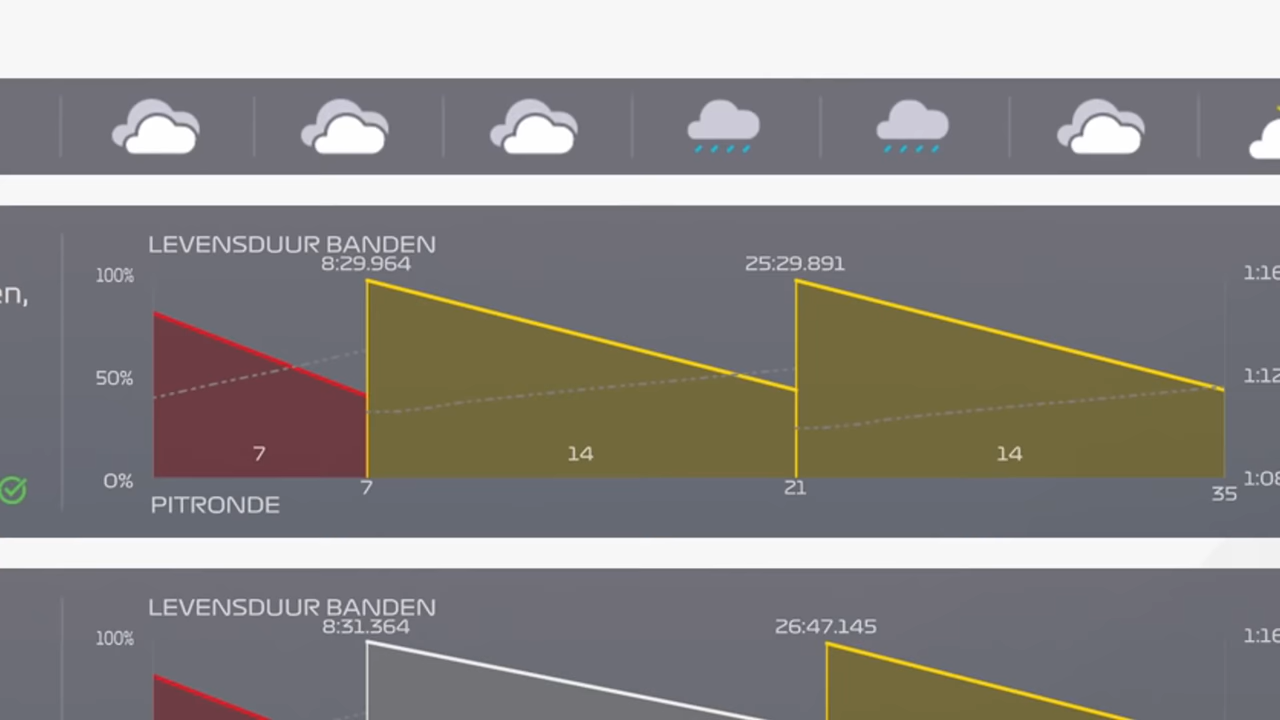 LEVENSDUUR BANDEN
8:29.964 25:29.891
100% 1:16
en,
50% 1:12
7 14 14
0% 1:08
7 21 35
PITRONDE
LEVENSDUUR BANDEN
8:31.364 26:47.145
100% 1:16